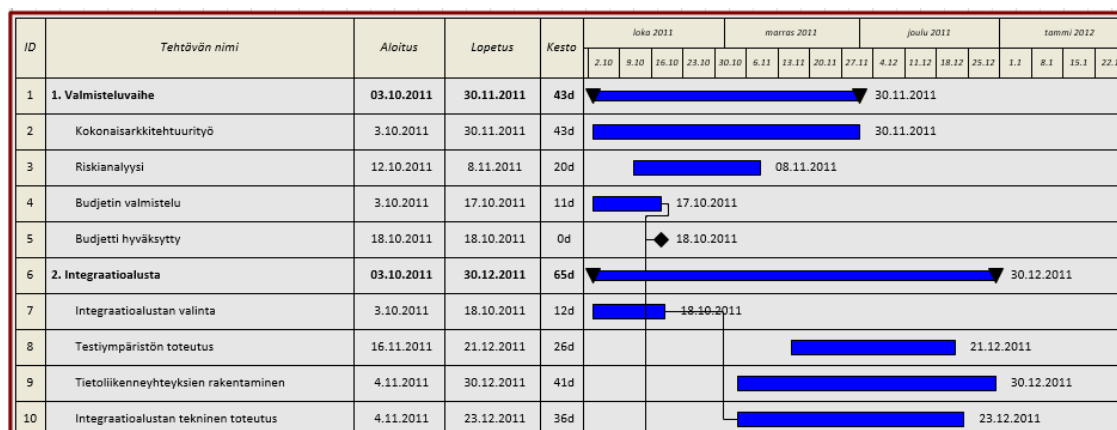 ID Tehtävän nimi Aloitus Lopetus Kesto loka 2011 marras 2011 joulu 2011 tammi 2012
2.10 9.10 16.10 23.10 30.10 6.11 13.11 20.11 27.11 4.12 11.12 18.12 25.12 1.1 8.1 15.1 22.1
1 1. Valmisteluvaihe 03.10.2011 30.11.2011 43d 30.11.2011
2 Kokonaisarkkitehtuurityö 3.10.2011 30.11.2011 43d 30.11.2011
3 Riskianalyysi 12.10.2011 8.11.2011 20d 08.11.2011
4 Budjetin valmistelu 3.10.2011 17.10.2011 11d 17.10.2011
5 Budjetti hyväksytty 18.10.2011 18.10.2011 0d 18.10.2011
6 2. Integraatioalusta 03.10.2011 30.12.2011 65d 30.12.2011
7 Integraatioalustan valinta 3.10.2011 18.10.2011 12d 18.10.2011
8 Testiympäristön toteutus 16.11.2011 21.12.2011 26d 21.12.2011
9 Tietoliikenneyhteyksien rakentaminen 4.11.2011 30.12.2011 41d 30.12.2011
10 Integraatioalustan tekninen toteutus 4.11.2011 23.12.2011 36d 23.12.2011